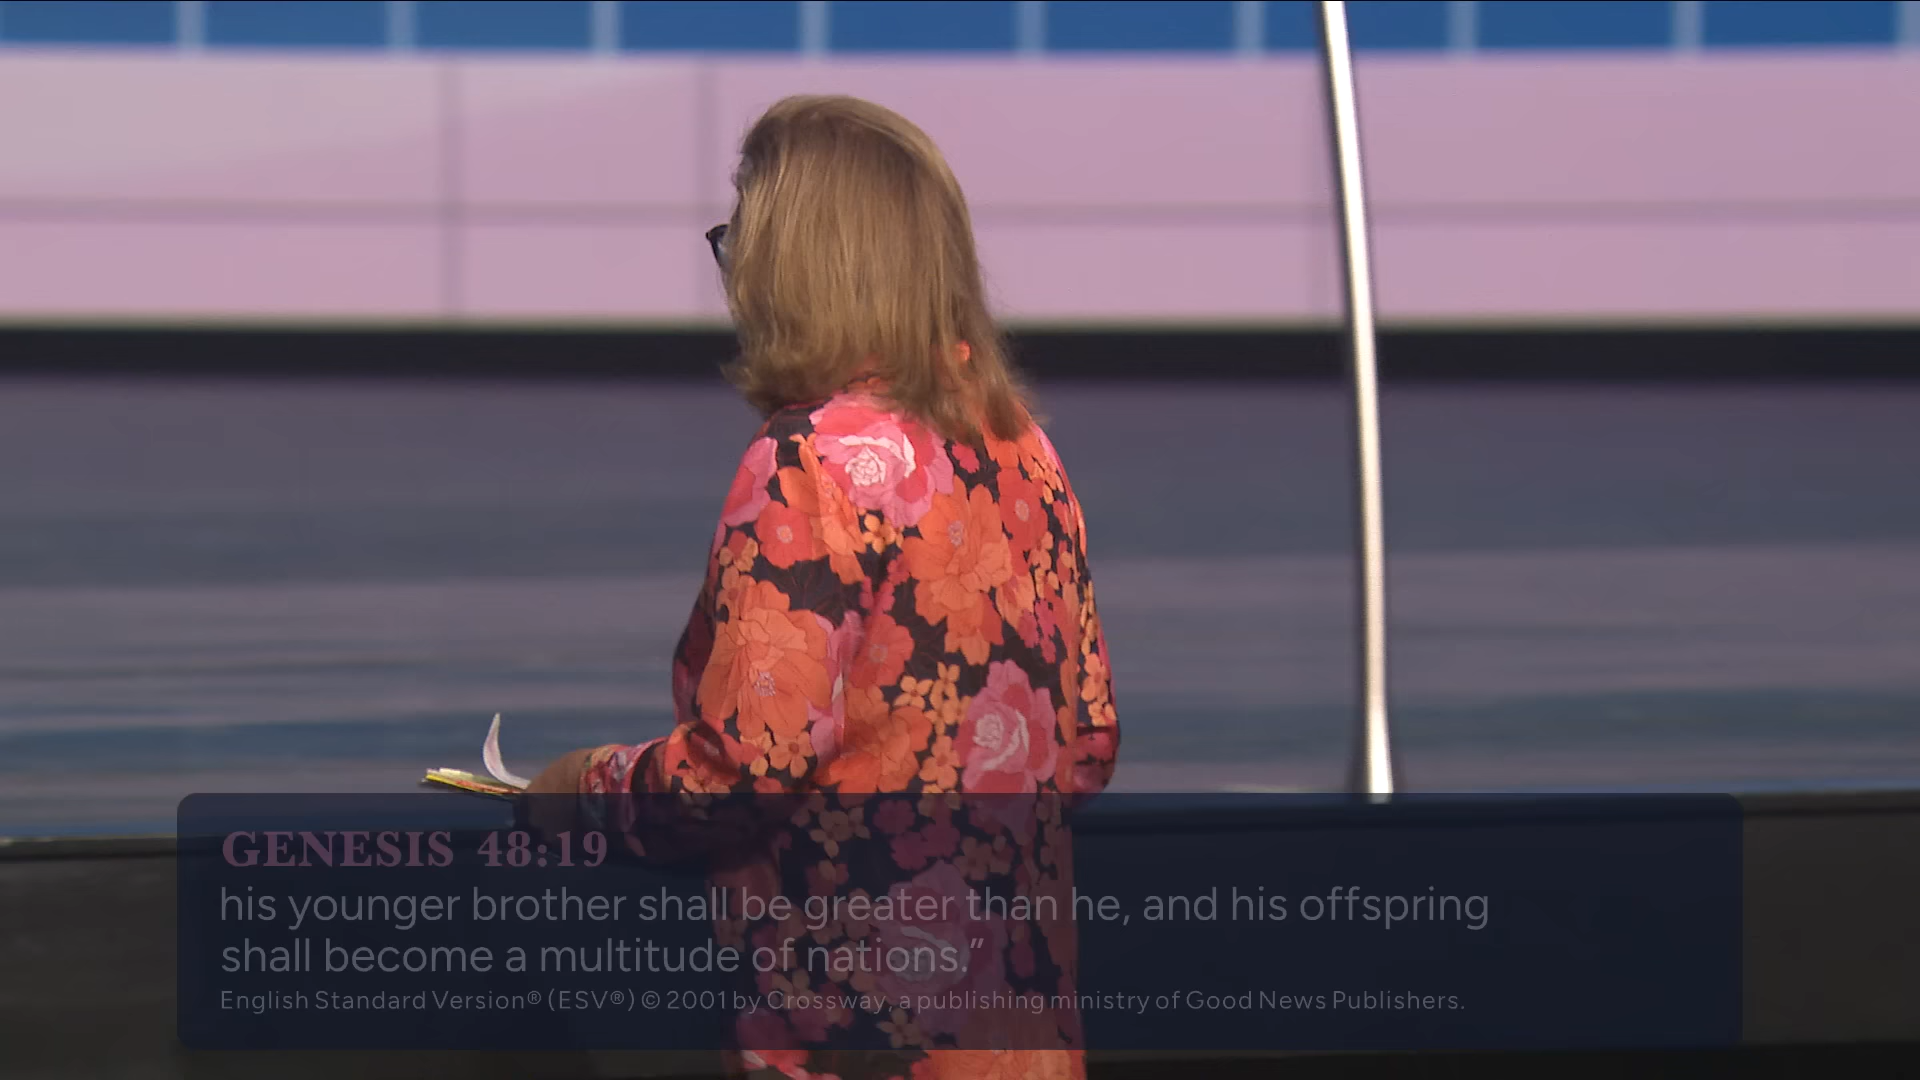 GENESIS 48:19
his younger brother shall be greater than he, and his offspring
shall become a multitude of nations.”
English Standard Version® (ESV®) © 2001 by Crossway, a publishing ministry of Good News Publishers.